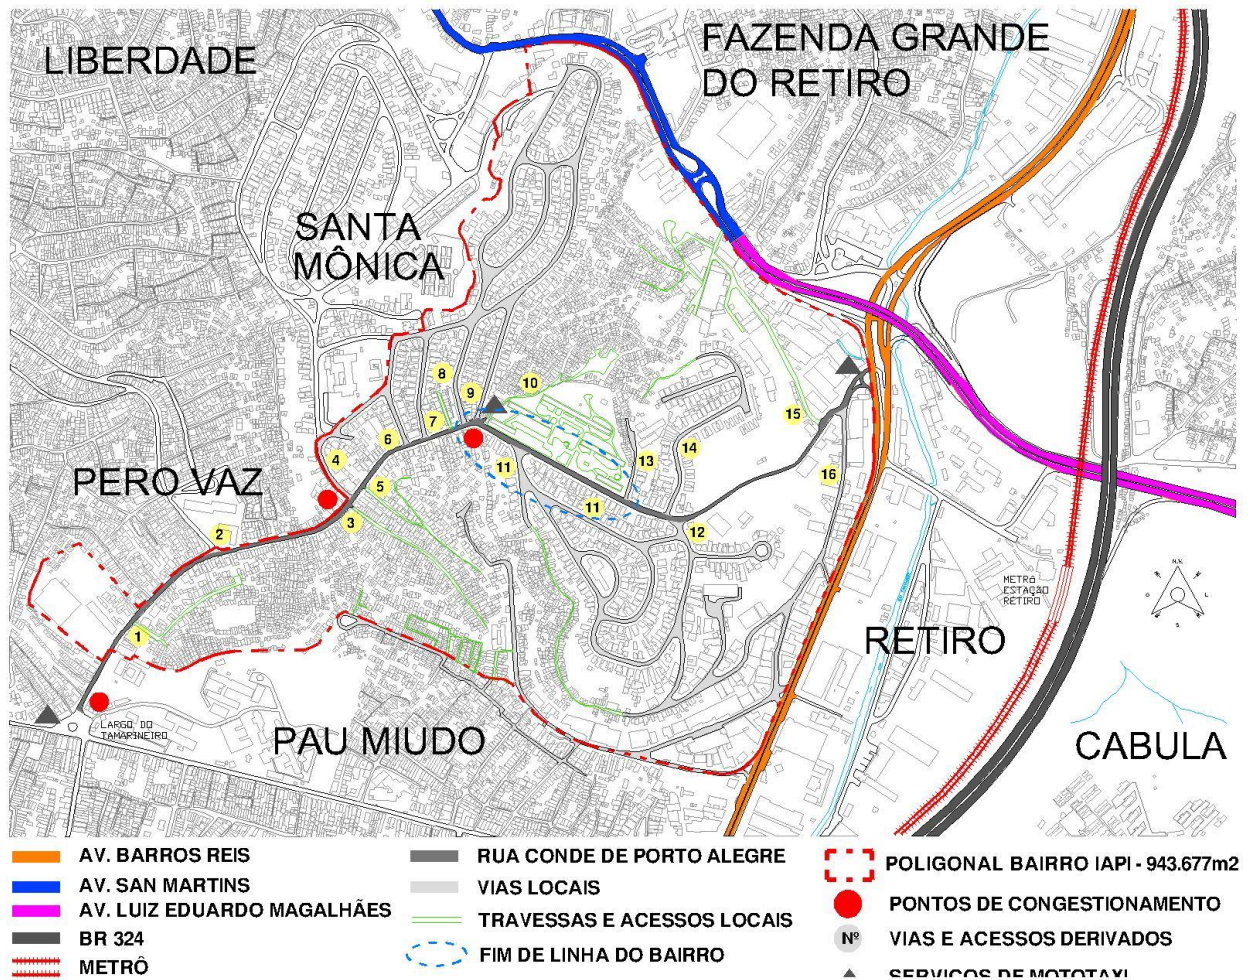 LIBERDADE
FAZENDA GRANDE
DO RETIRO
SANTA
MÔNICA
8
9
10
7
6
15
14
13
4
11
16
PERO VAZ
5
11
3
2
12
METRÔ
ESTAÇÃO
RETIRO
N.V.
O
L
S
1
RETIRO
LARGO DO
TAMARINEIRO
PAU MIUDO
CABULA
AV. BARROS REIS
AV. SAN MARTINS
AV. LUIZ EDUARDO MAGALHÃES
BR 324
METRÔ
RUA CONDE DE PORTO ALEGRE
VIAS LOCAIS
TRAVESSAS E ACESSOS LOCAIS
FIM DE LINHA DO BAIRRO
POLIGONAL BAIRRO IAPI - 943.677m2
PONTOS DE CONGESTIONAMENTO
Nº VIAS E ACESSOS DERIVADOS
SERVIÇOS DE MOTOTAXI